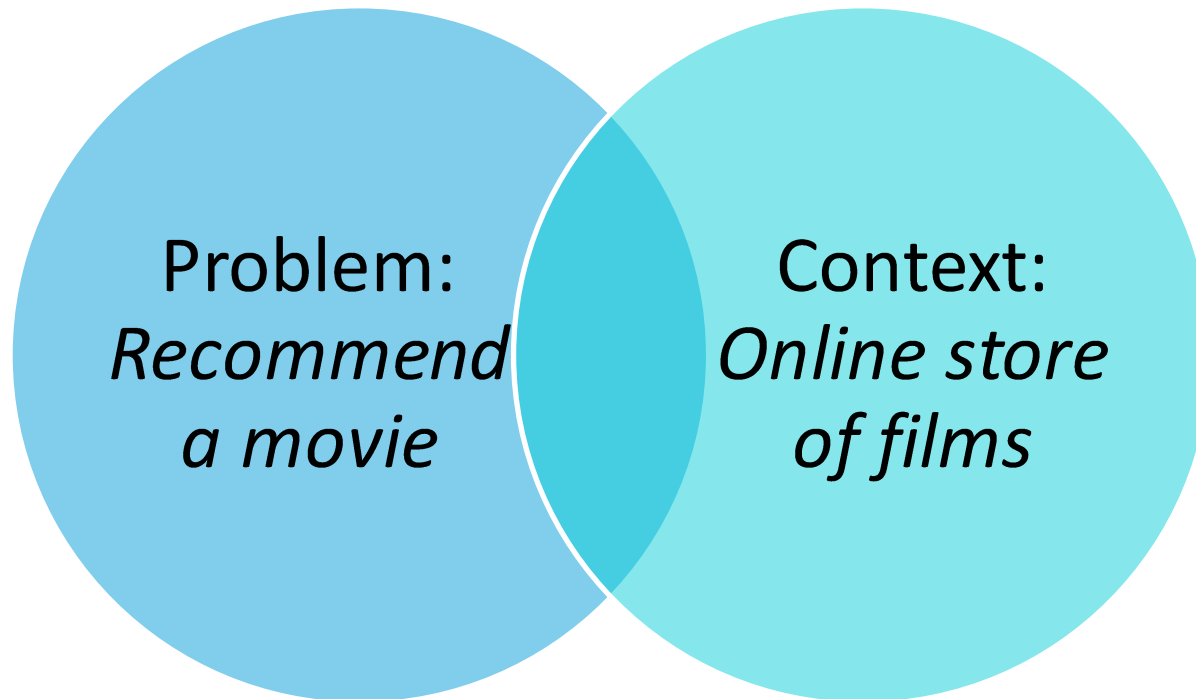 Problem:
Recommend
a movie
Context:
Online store
of films